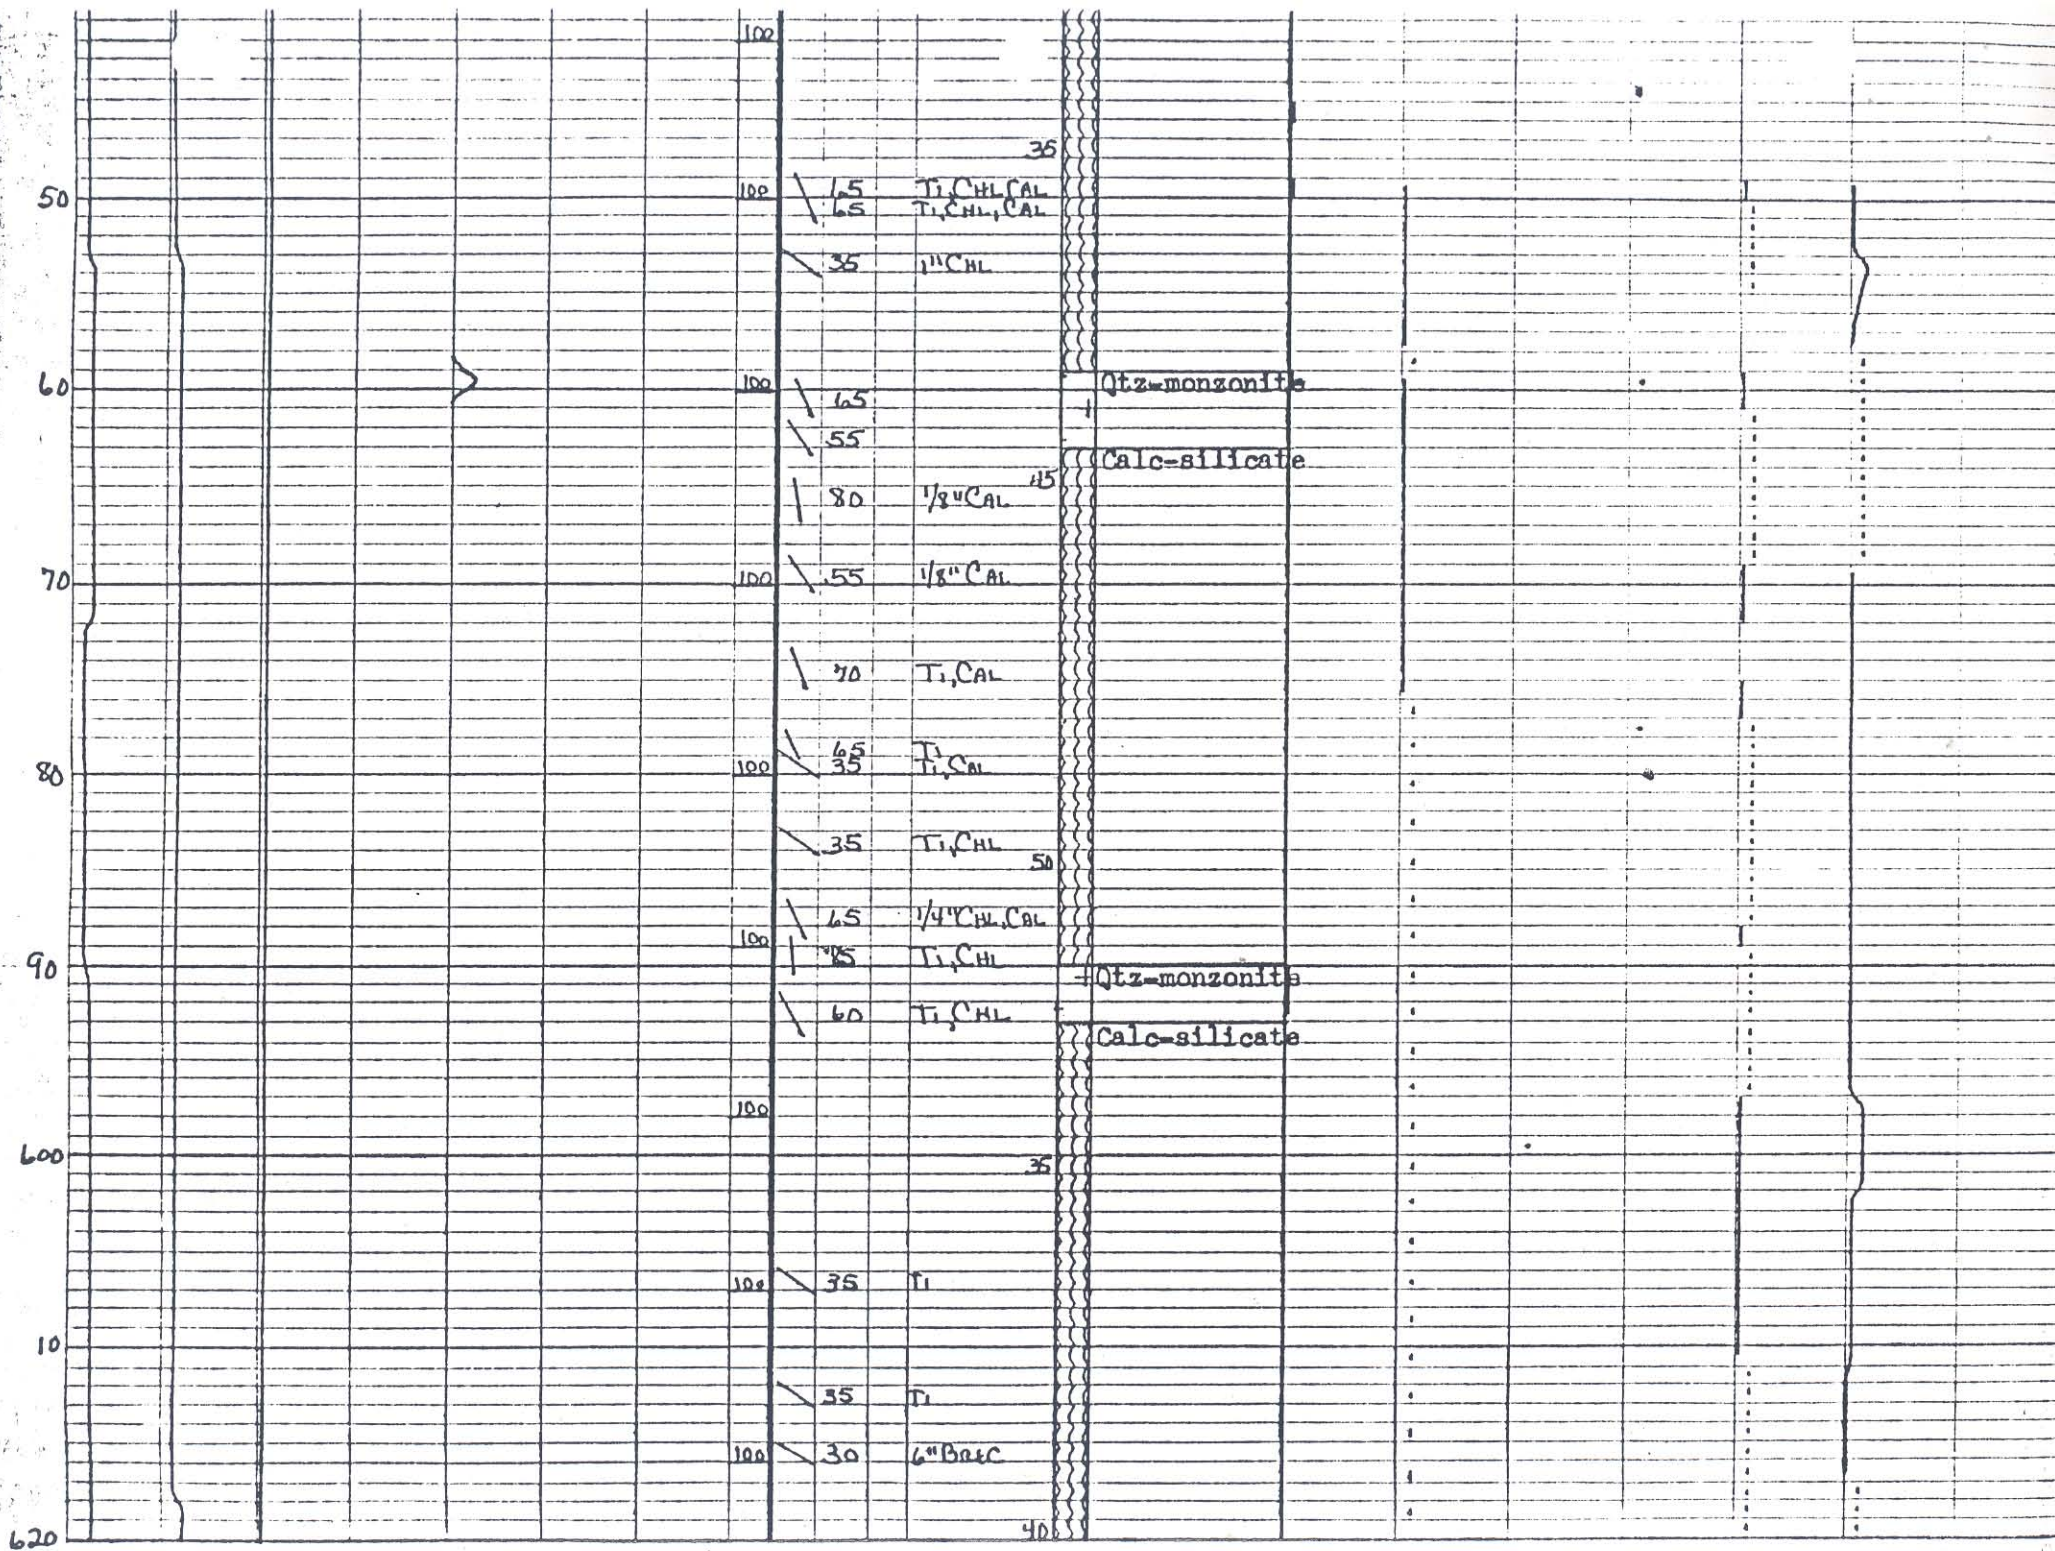 100
35
50 100 65 Ti, CHL, CAL
65 Ti, CHL, CAL
35 1" CHL
60 100 Qtz-monzonite
65
55
Calc-silicate
45
80 1/8" CAL
70 100 55 1/8" CAL
70 Ti, CAL
65 Ti
80 100 35 Ti, CAL
35 Ti, CHL
50
65 1/4" CHL, CAL
100
90 85 Ti, CHL
Qtz-monzonite
60 Ti, CHL
Calc-silicate
100
600 35
100 35 Ti
10
35 Ti
100 30 6" BREC
620 40